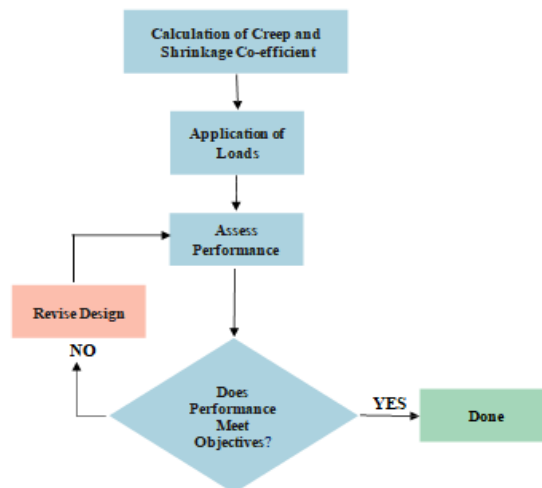 Calculation of Creep and
Shrinkage Co-efficient
Application of
Loads
Assess
Performance
Revise Design
NO
Does
Performance
Meet
Objectives?
YES
Done